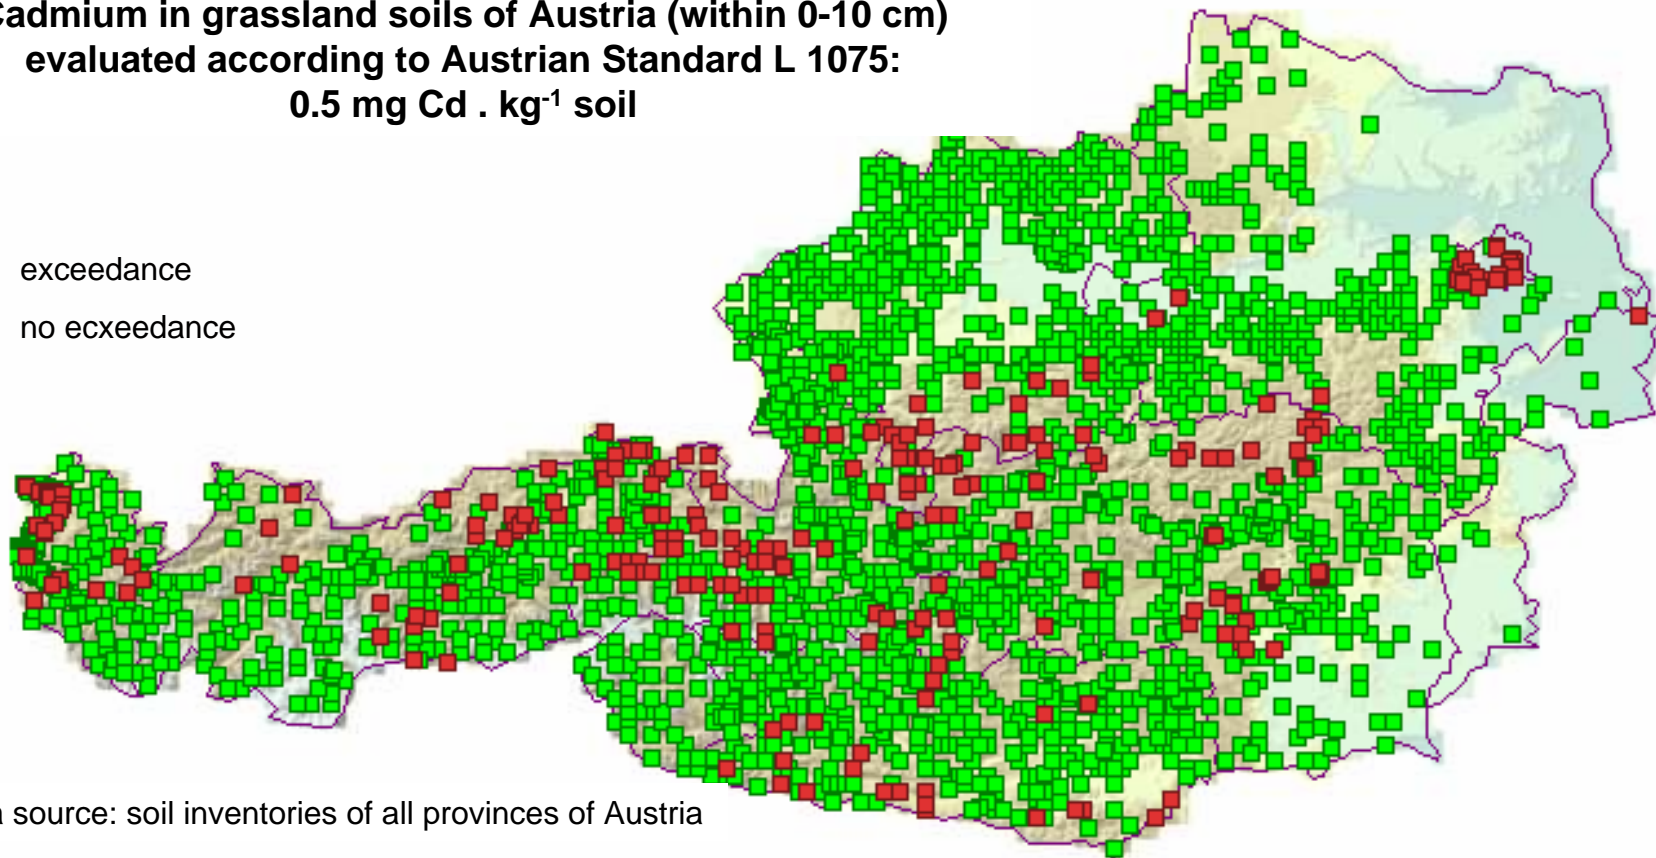 Cadmium in grassland soils of Austria (within 0-10 cm)
evaluated according to Austrian Standard L 1075:
0.5 mg Cd . kg⁻¹ soil
exceedance
no ecxeedance
source: soil inventories of all provinces of Austria